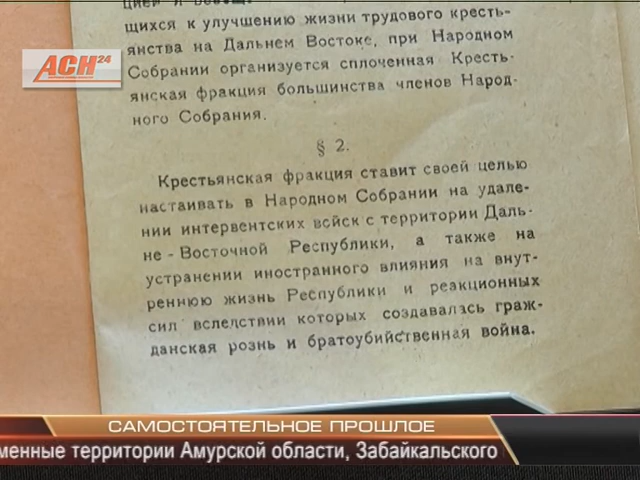 щихся к улучшению жизни трудового кресть-
янства на Дальнем Востоке, при Народном
Собрании организуется сплоченная Кресть-
янская фракция большинства членов Народ-
ного Собрания.
§ 2.
Крестьянская фракция ставит своей целью
настаивать в Народном Собрании на удале-
нии интервентских войск с территории Даль-
не-Восточной Республики, а также на
устранении иностранного влияния на внут-
реннюю жизнь Республики и реакционных
сил вследствии которых создавалась граж-
данская рознь и братоубийственная война.
АСН24
САМОСТОЯТЕЛЬНОЕ ПРОШЛОЕ
менные территории Амурской области, Забайкальского